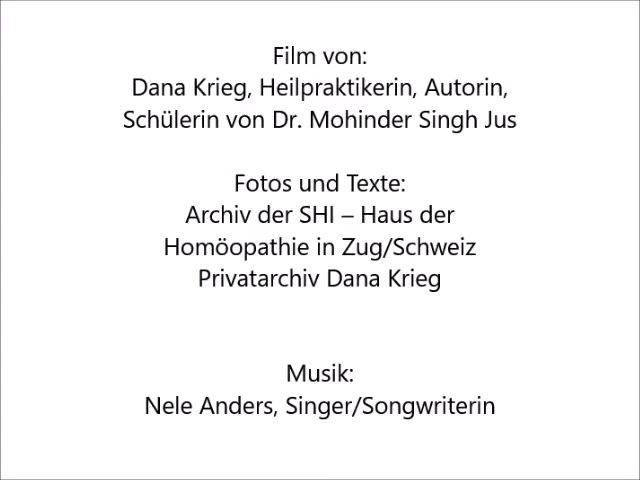 Film von:
Dana Krieg, Heilpraktikerin, Autorin,
Schülerin von Dr. Mohinder Singh Jus
Fotos und Texte:
Archiv der SHI – Haus der
Homöopathie in Zug/Schweiz
Privatarchiv Dana Krieg
Musik:
Nele Anders, Singer/Songwriterin